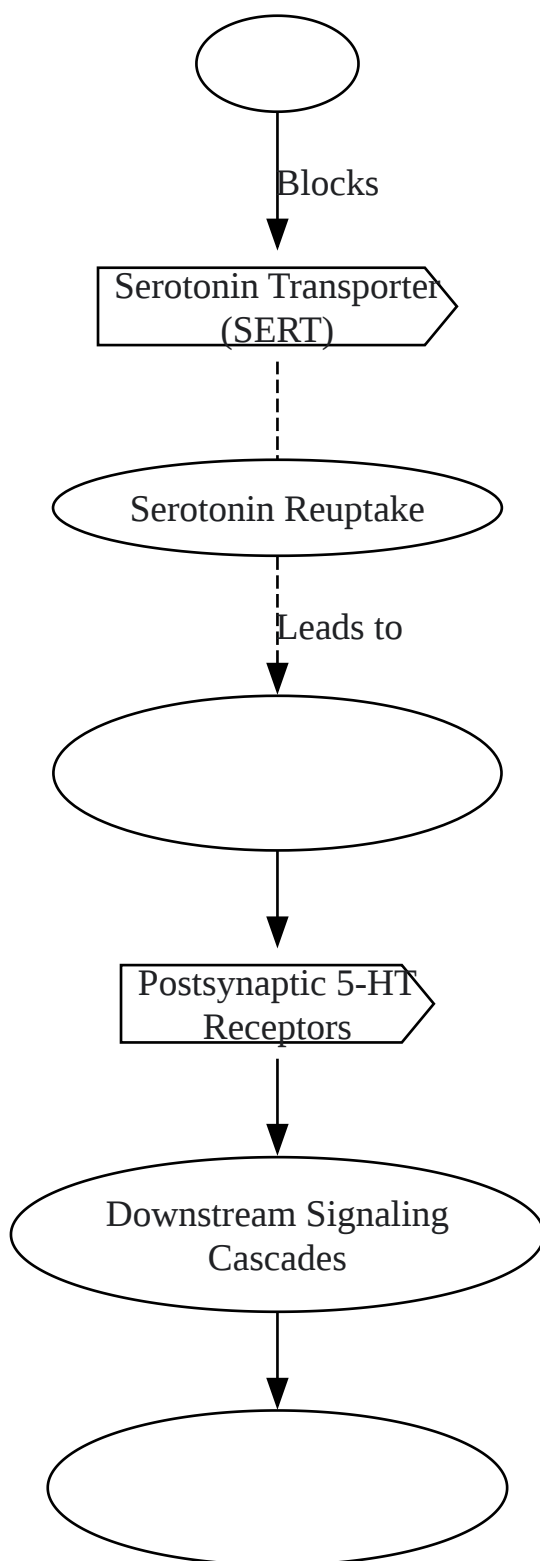 Blocks
Serotonin Transporter
(SERT)
Serotonin Reuptake
Leads to
Postsynaptic 5-HT
Receptors
Downstream Signaling
Cascades